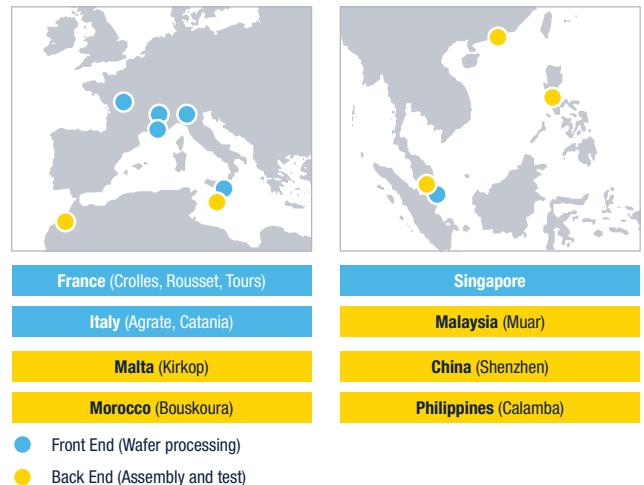 France (Crolles, Rousset, Tours)
Italy (Agrate, Catania)
Malta (Kirkop)
Morocco (Bouskoura)
Singapore
Malaysia (Muar)
China (Shenzhen)
Philippines (Calamba)
Front End (Wafer processing)
Back End (Assembly and test)